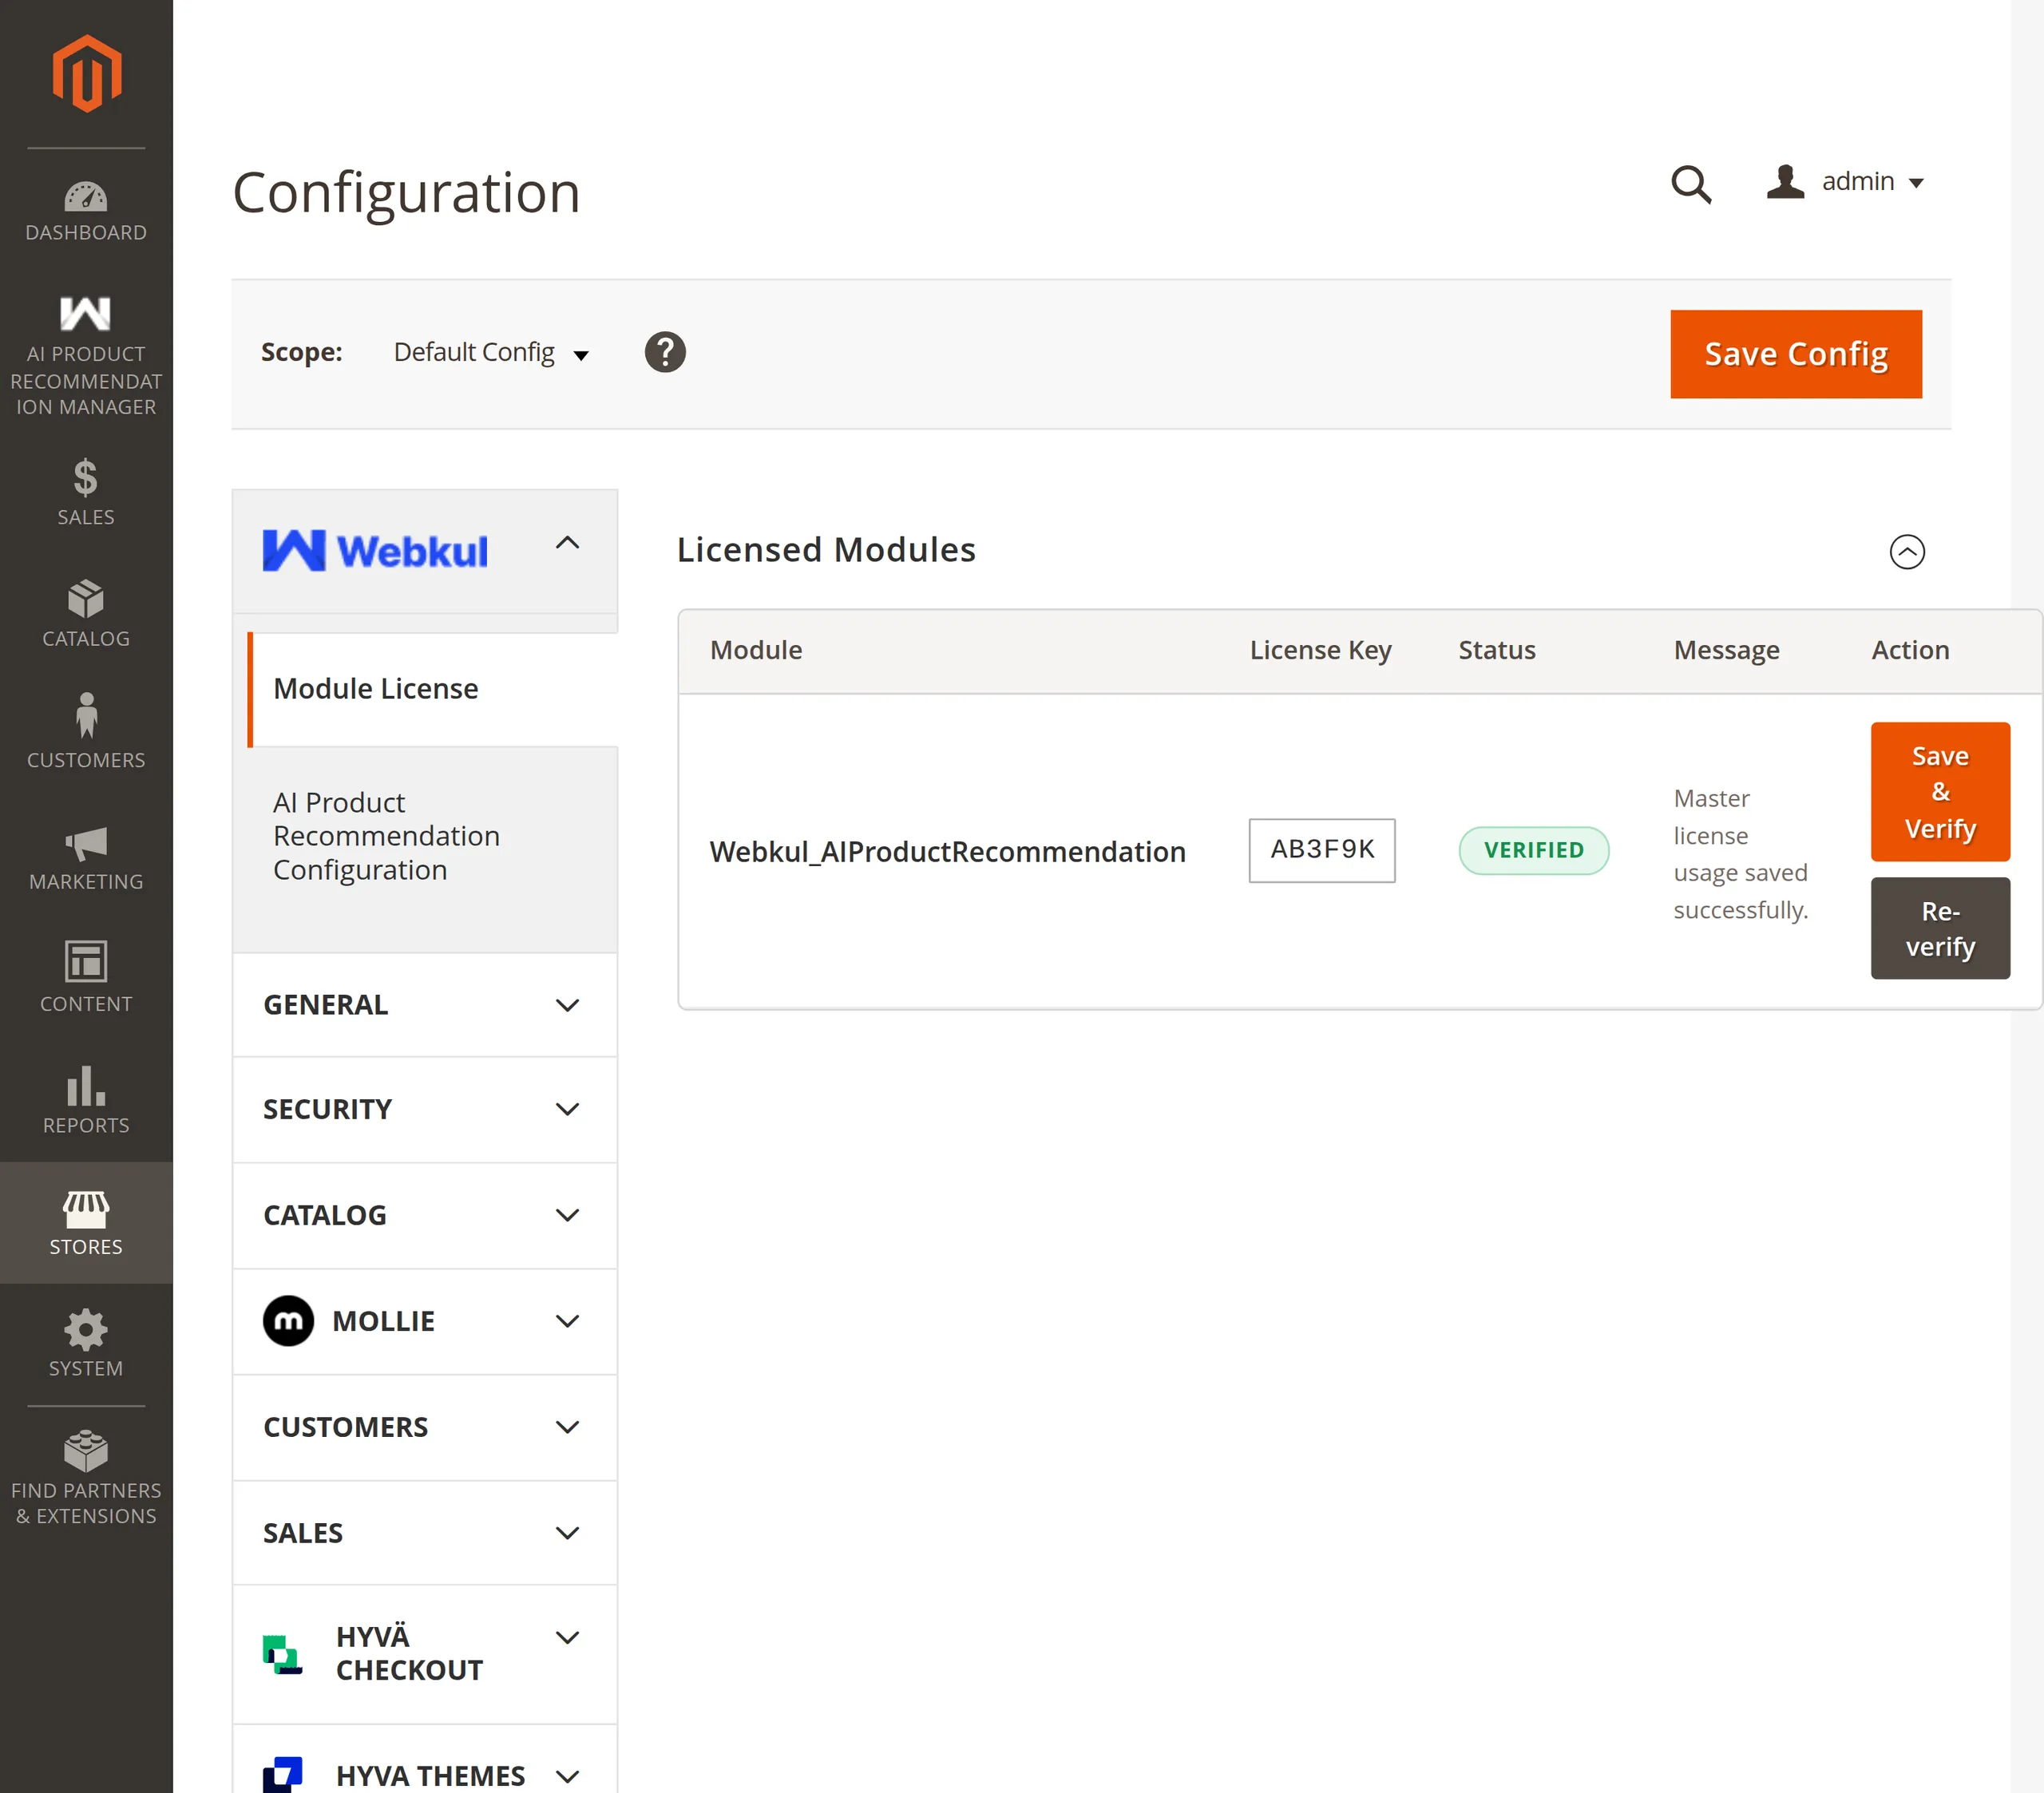 DASHBOARD
AI PRODUCT
RECOMMENDAT
ION MANAGER
SALES
CATALOG
CUSTOMERS
MARKETING
CONTENT
REPORTS
STORES
SYSTEM
FIND PARTNERS
& EXTENSIONS
Configuration
admin
Scope: Default Config ?
Save Config
Webkul
Module License
AI Product
Recommendation
Configuration
GENERAL
SECURITY
CATALOG
m MOLLIE
CUSTOMERS
SALES
HYVÄ
CHECKOUT
HYVA THEMES
Licensed Modules
Module License Key Status Message Action
Webkul_AIProductRecommendation
AB3F9K
VERIFIED
Master
license
usage saved
successfully.
Save
&
Verify
Re-
verify